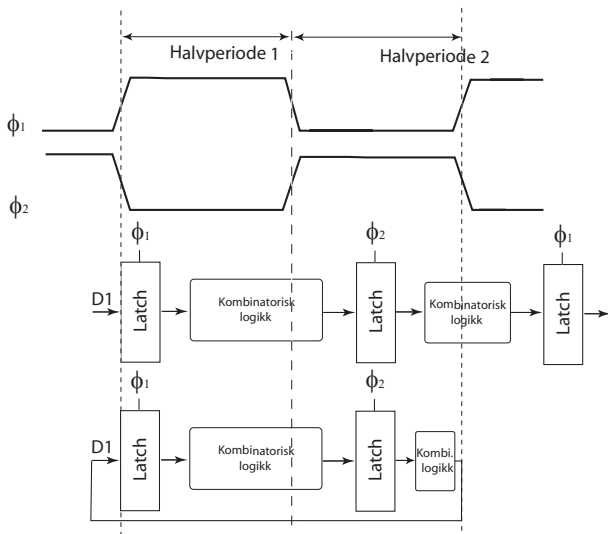 Halvperiode 1
Halvperiode 2
ϕ1
ϕ2
ϕ1
ϕ2
ϕ1
D1
Latch
Kombinatorisk
logikk
Latch
Kombinatorisk
logikk
Latch
ϕ1
ϕ2
D1
Latch
Kombinatorisk
logikk
Latch
Kombi.
logikk